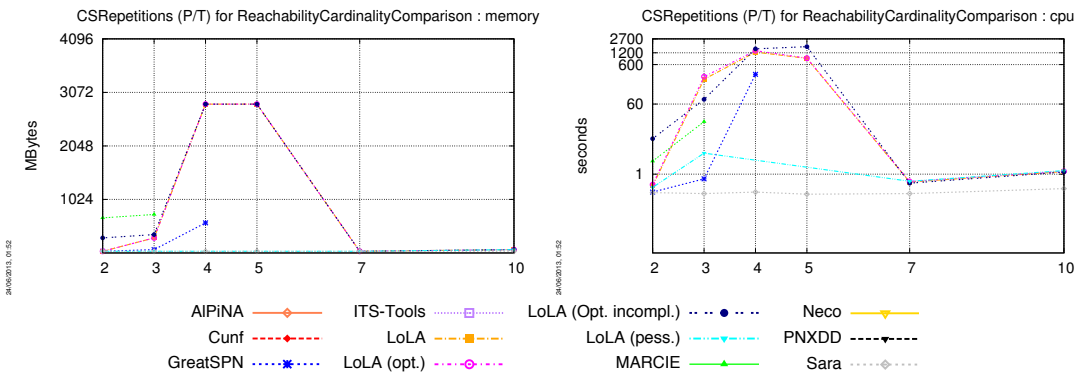 CSRepetitions (P/T) for ReachabilityCardinalityComparison : memory
4096
3072
2048
1024
MBytes
2 3 4 5 7 10
24/06/2013, 01:52
CSRepetitions (P/T) for ReachabilityCardinalityComparison : cpu
2700
1200
600
60
1
seconds
2 3 4 5 7 10
24/06/2013, 01:52
AlPiNA
Cunf
GreatSPN
ITS-Tools
LoLA
LoLA (opt.)
LoLA (Opt. incompl.)
LoLA (pess.)
MARCIE
Neco
PNXDD
Sara